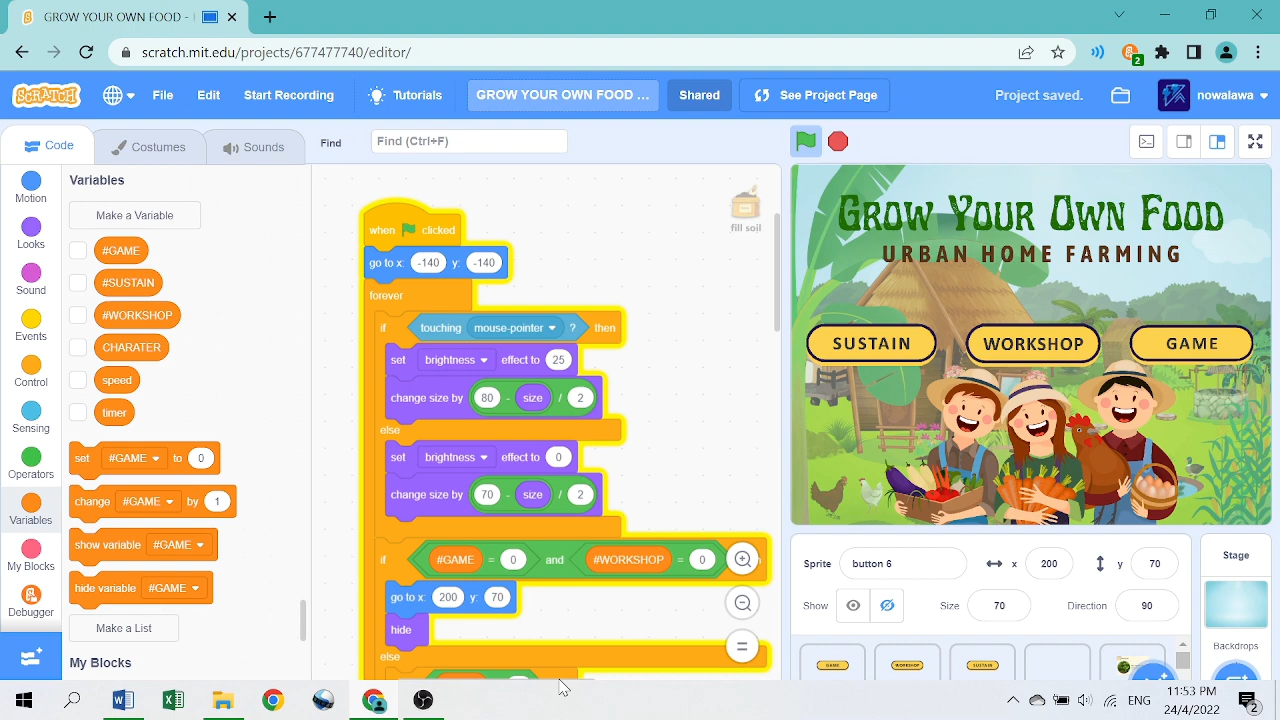 GROW YOUR OWN FOOD -
scratch.mit.edu/projects/677477740/editor/
2
SCRATCH
File
Edit
Start Recording
Tutorials
GROW YOUR OWN FOOD ...
Shared
See Project Page
Project saved.
nowalawa
Code
Costumes
Sounds
Find
Find (Ctrl+F)
Motion
Looks
Sound
Events
Control
Sensing
Operators
Variables
My Blocks
Debugger
Variables
Make a Variable
#GAME
#SUSTAIN
#WORKSHOP
CHARATER
speed
timer
set #GAME to 0
change #GAME by 1
show variable #GAME
hide variable #GAME
Make a List
My Blocks
fill soil
when clicked
go to x: -140 y: -140
forever
if touching mouse-pointer ? then
set brightness effect to 25
change size by 80 - size / 2
else
set brightness effect to 0
change size by 70 - size / 2
if #GAME = 0 and #WORKSHOP = 0
go to x: 200 y: 70
hide
else
GROW YOUR OWN FOOD
URBAN HOME FARMING
SUSTAIN
WORKSHOP
GAME
Sprite button 6 x 200 y 70
Show Size 70 Direction 90
GAME
WORKSHOP
SUSTAIN
Stage
Backdrops
ENG
11:53 PM
24/4/2022
2